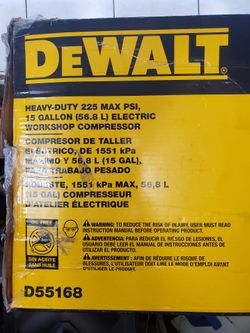 DEWALT
HEAVY-DUTY 225 MAX PSI,
15 GALLON (56.8 L) ELECTRIC
WORKSHOP COMPRESSOR
COMPRESOR DE TALLER
ELÉCTRICO, DE 1551 kPa
MÁXIMO Y 56,8 L (15 GAL),
PARA TRABAJO PESADO
ROBUSTE, 1551 kPa MAX, 56,8 L
(15 GAL) COMPRESSEUR
D'ATELIER ÉLECTRIQUE
OIL FREE
SIN ACEITE
SANS HUILE
WARNING: TO REDUCE THE RISK OF INJURY, USER MUST READ
INSTRUCTION MANUAL BEFORE OPERATING PRODUCT.
ADVERTENCIA: PARA REDUCIR EL RIESGO DE LESIONES, EL
USUARIO DEBE LEER EL MANUAL DE INSTRUCCIONES
ANTES DE OPERAR EL PRODUCTO.
AVERTISSEMENT: AFIN DE RÉDUIRE LE RISQUE DE BLESSURES,
L'UTILISATEUR DOIT LIRE LE MODE D'EMPLOI AVANT
D'UTILISER LE PRODUIT.
D55168